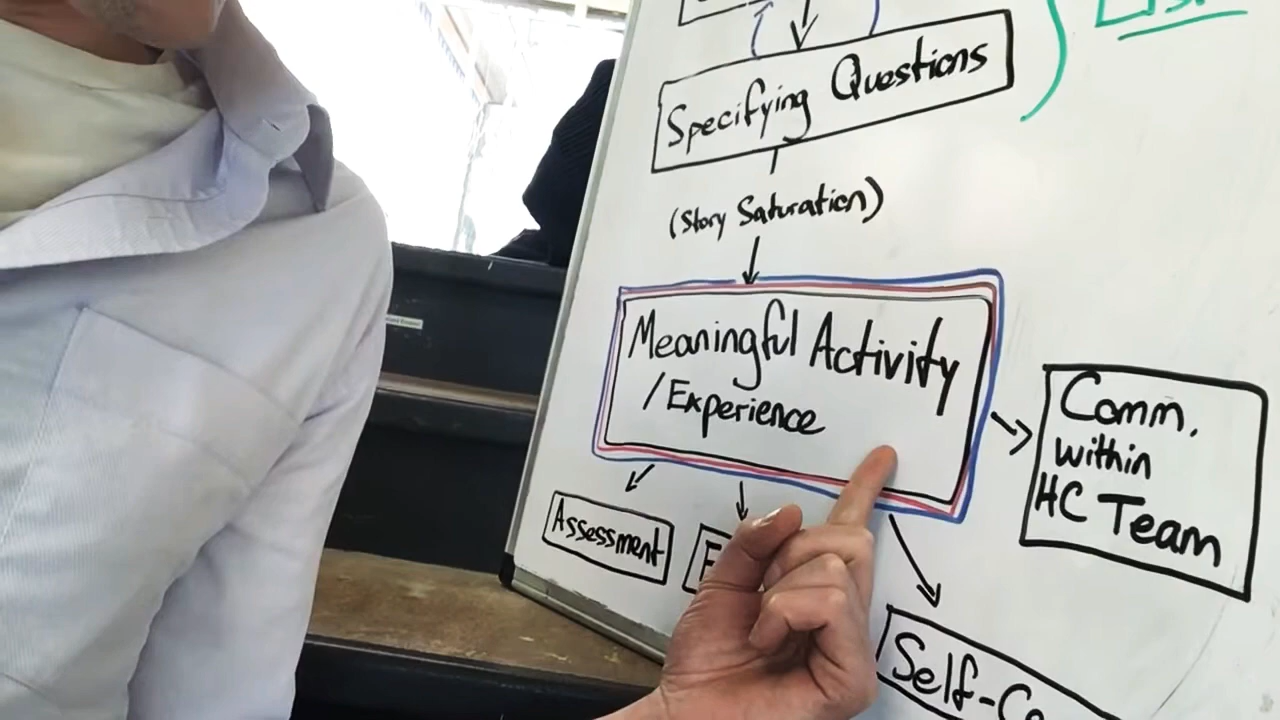 Specifying Questions
(Story Saturation)
Meaningful Activity
/Experience
Comm.
within
HC Team
Assessment